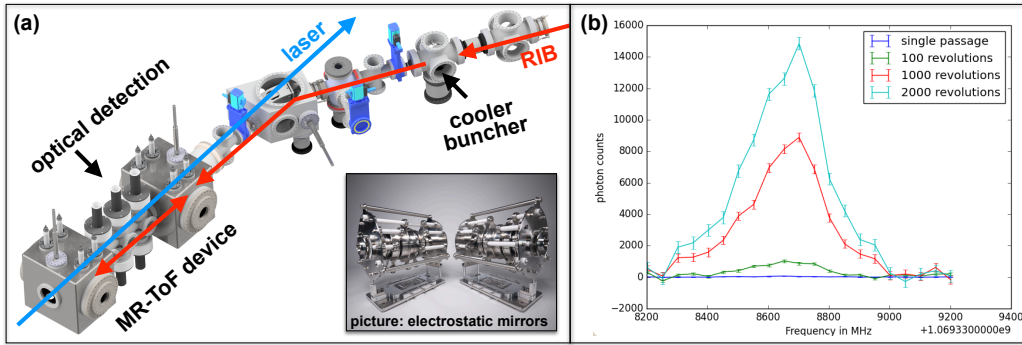 (a)
laser
RIB
optical detection
cooler
buncher
MR-ToF device
picture: electrostatic mirrors
(b)
16000
14000
12000
10000
8000
6000
4000
2000
0
−2000
photon counts
single passage
100 revolutions
1000 revolutions
2000 revolutions
8200
8400
8600
8800
9000
9200
9400
Frequency in MHz
+1.0693300000e9